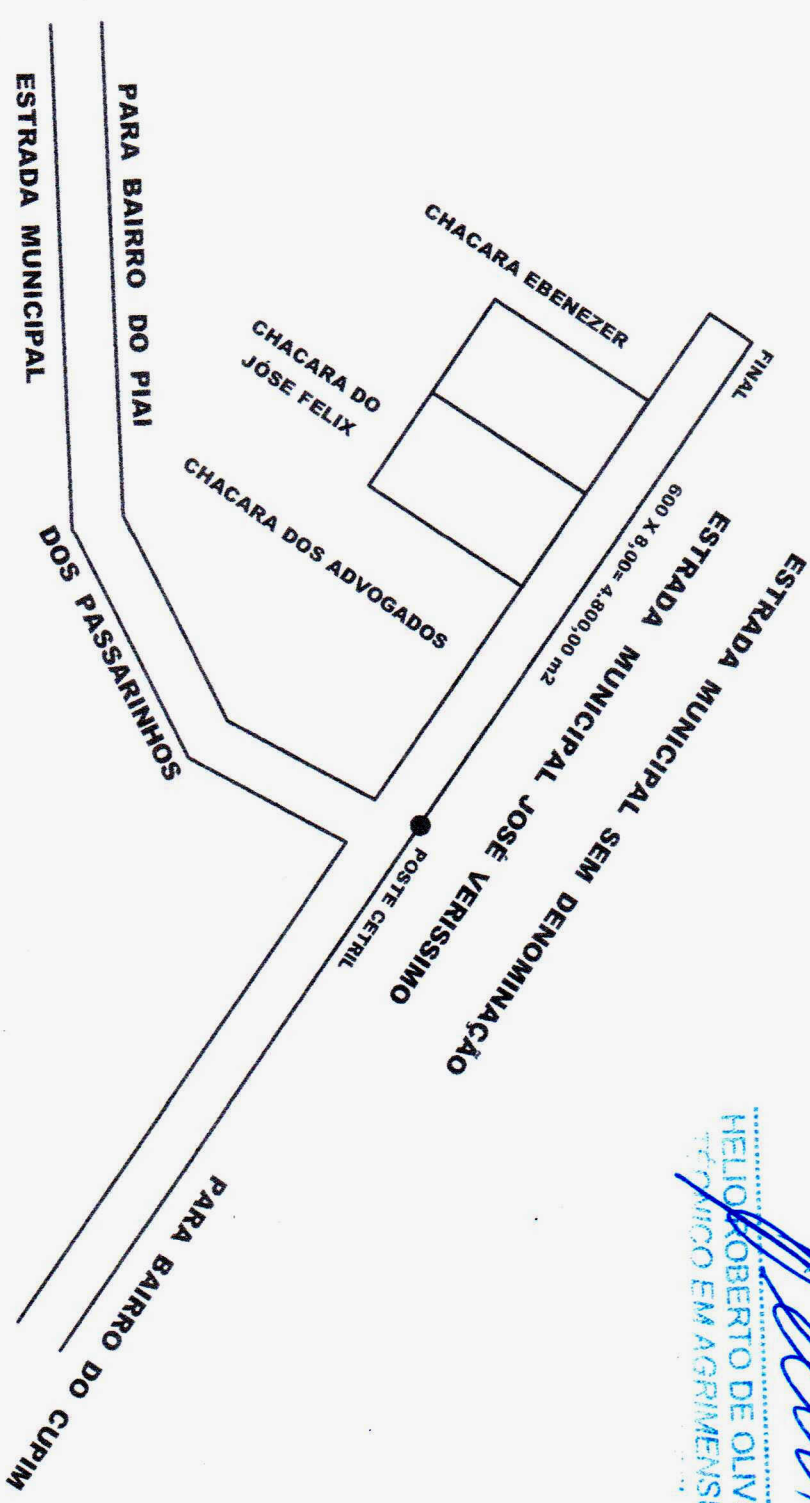 ESTRADA MUNICIPAL SEM DENOMINAÇÃO
ESTRADA MUNICIPAL JOSÉ VERISSIMO
600 X 8,00= 4.800,00 m2
FINAL
POSTE CETRIL
PARA BAIRRO DO CUPIM
CHACARA EBENEZER
CHACARA DO
JÓSE FELIX
CHACARA DOS ADVOGADOS
PARA BAIRRO DO PIAI
ESTRADA MUNICIPAL
DOS PASSARINHOS
HELIO ROBERTO DE OLIV
TÉCNICO EM AGRIMENS